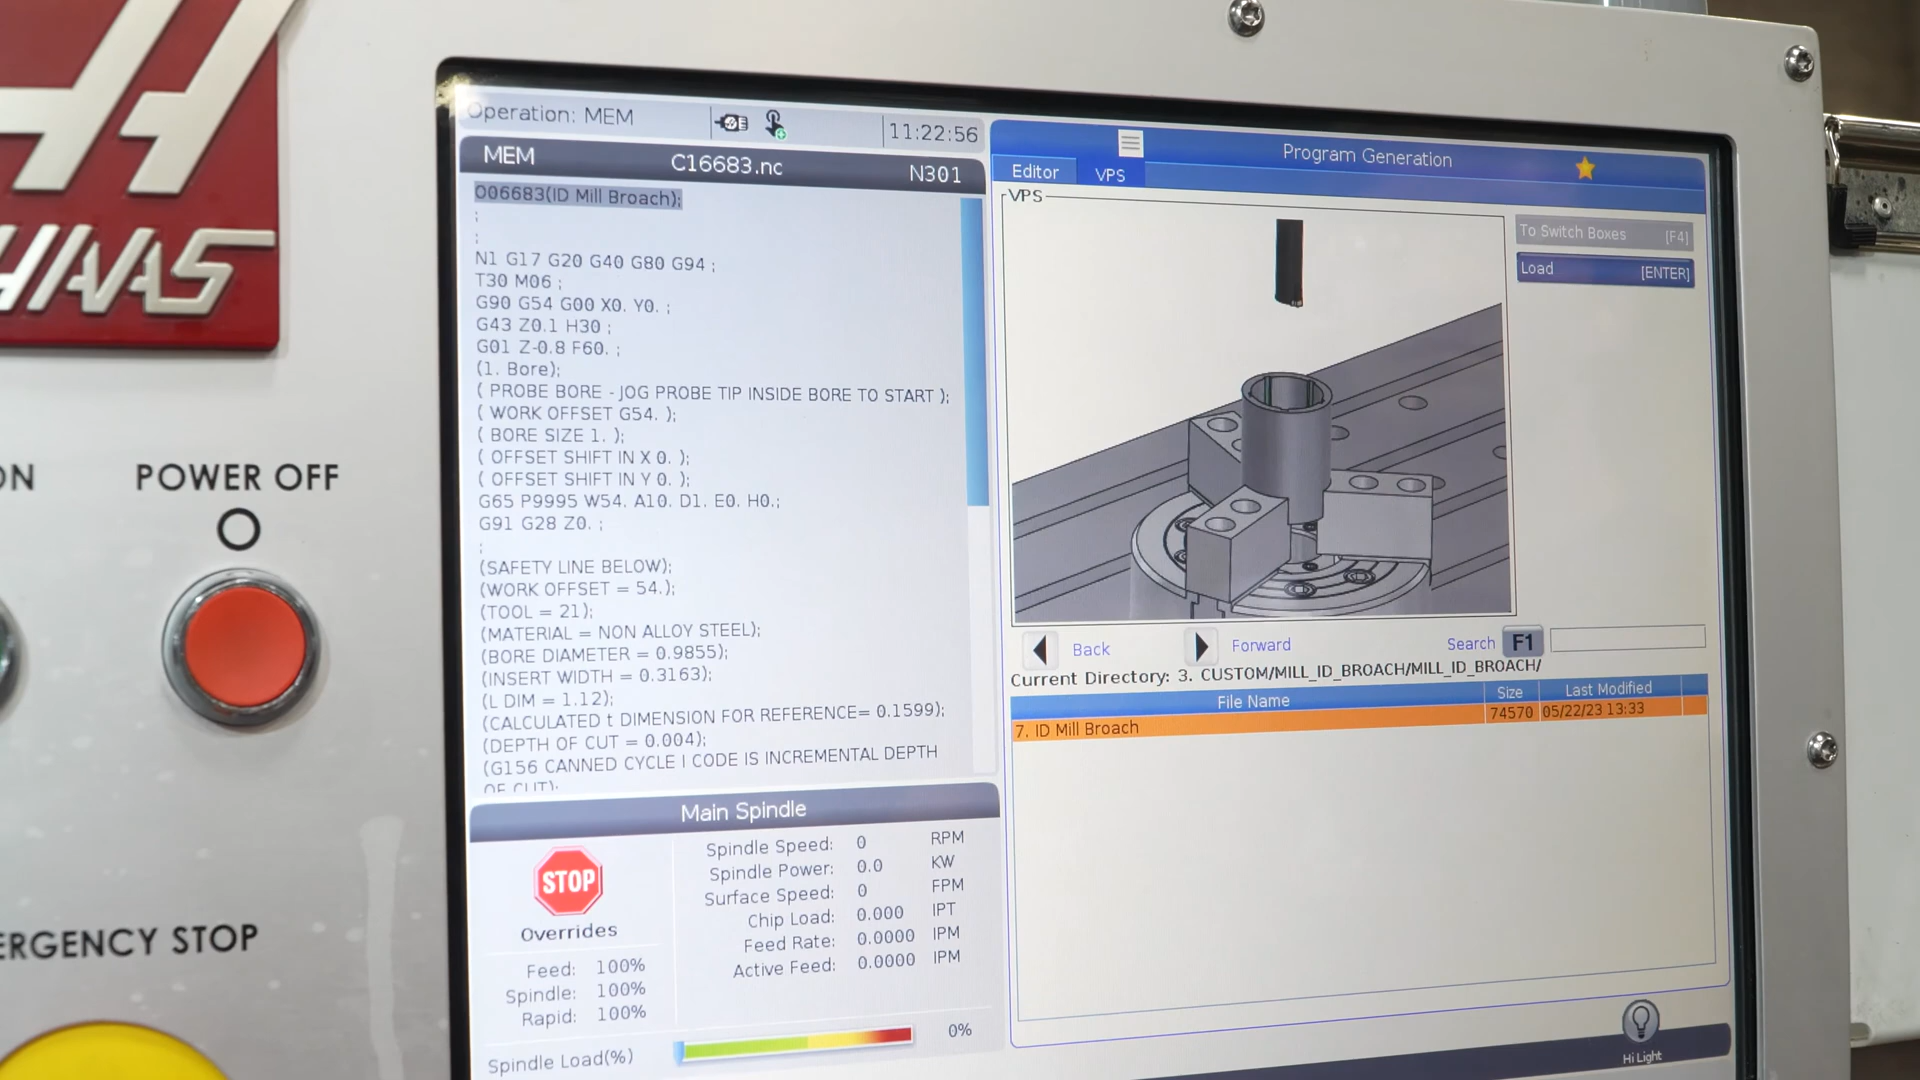 HAAS
ON
POWER OFF
ERGENCY STOP
Operation: MEM
11:22:56
MEM
C16683.nc
N301
O06683(ID Mill Broach);
;
;
N1 G17 G20 G40 G80 G94 ;
T30 M06 ;
G90 G54 G00 X0. Y0. ;
G43 Z0.1 H30 ;
G01 Z-0.8 F60. ;
(1. Bore);
( PROBE BORE - JOG PROBE TIP INSIDE BORE TO START );
( WORK OFFSET G54. );
( BORE SIZE 1. );
( OFFSET SHIFT IN X 0. );
( OFFSET SHIFT IN Y 0. );
G65 P9995 W54. A10. D1. E0. H0.;
G91 G28 Z0. ;
;
(SAFETY LINE BELOW);
(WORK OFFSET = 54.);
(TOOL = 21);
(MATERIAL = NON ALLOY STEEL);
(BORE DIAMETER = 0.9855);
(INSERT WIDTH = 0.3163);
(L DIM = 1.12);
(CALCULATED t DIMENSION FOR REFERENCE= 0.1599);
(DEPTH OF CUT = 0.004);
(G156 CANNED CYCLE I CODE IS INCREMENTAL DEPTH
OF CUT);
Main Spindle
STOP
Overrides
Feed: 100%
Spindle: 100%
Rapid: 100%
Spindle Speed: 0 RPM
Spindle Power: 0.0 KW
Surface Speed: 0 FPM
Chip Load: 0.000 IPT
Feed Rate: 0.0000 IPM
Active Feed: 0.0000 IPM
Spindle Load(%) 0%
Program Generation
Editor
VPS
VPS
To Switch Boxes [F4]
Load [ENTER]
Back
Forward
Search F1
Current Directory: 3. CUSTOM/MILL_ID_BROACH/MILL_ID_BROACH/
File Name Size Last Modified
7. ID Mill Broach 74570 05/22/23 13:33
Hi Light